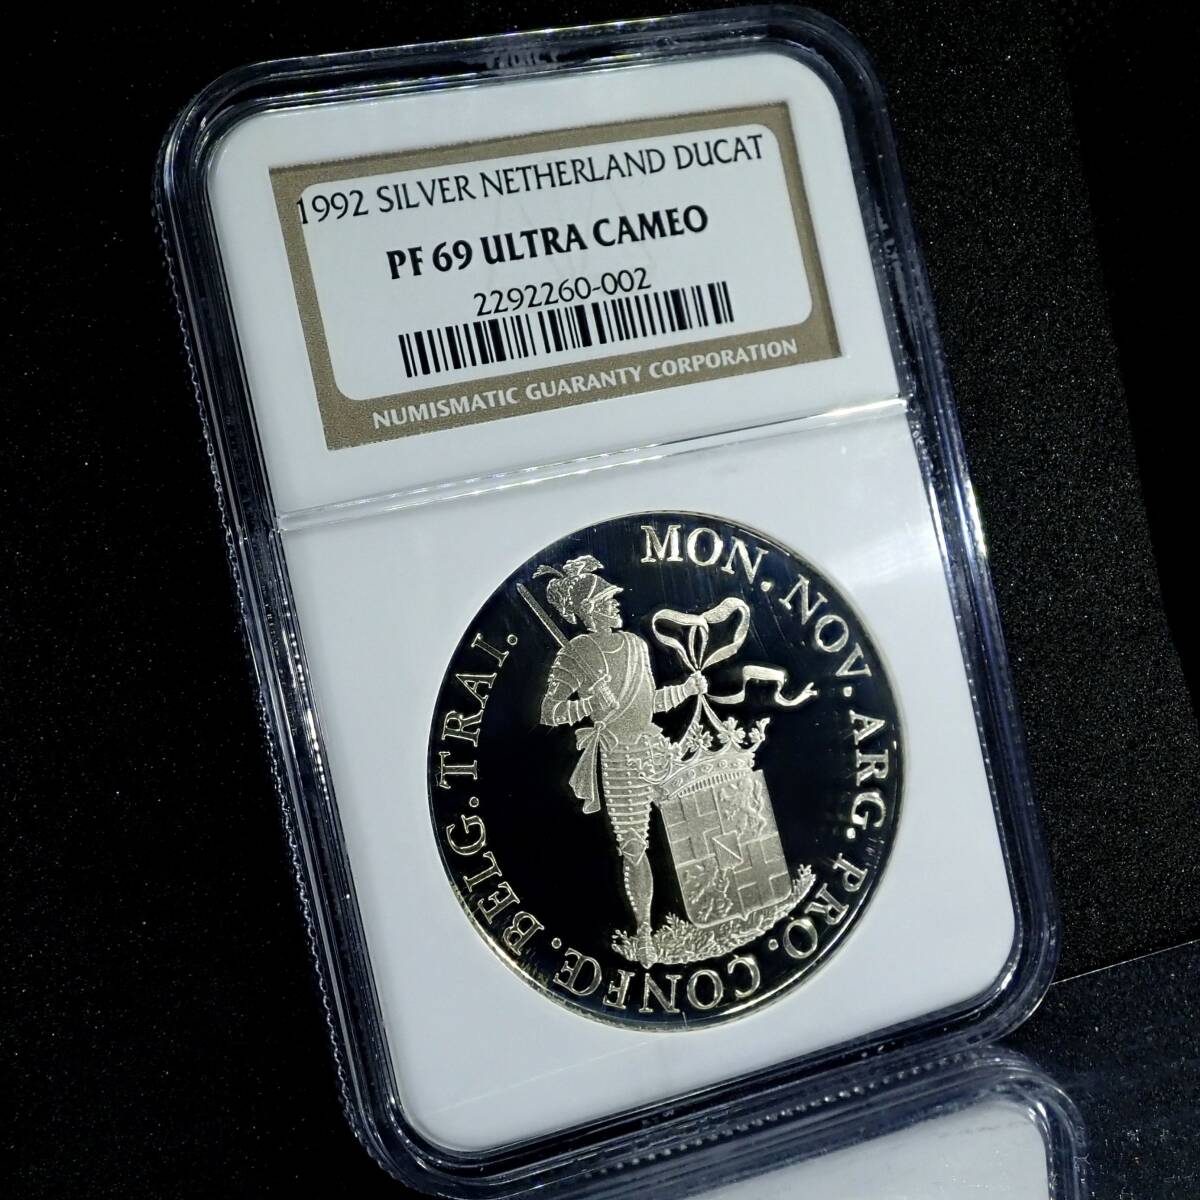 1992 SILVER NETHERLAND DUCAT
PF 69 ULTRA CAMEO
2292260-002
NUMISMATIC GUARANTY CORPORATION
MON. NOV. ARG. PRO. CONFŒ. BELG. TRAI.